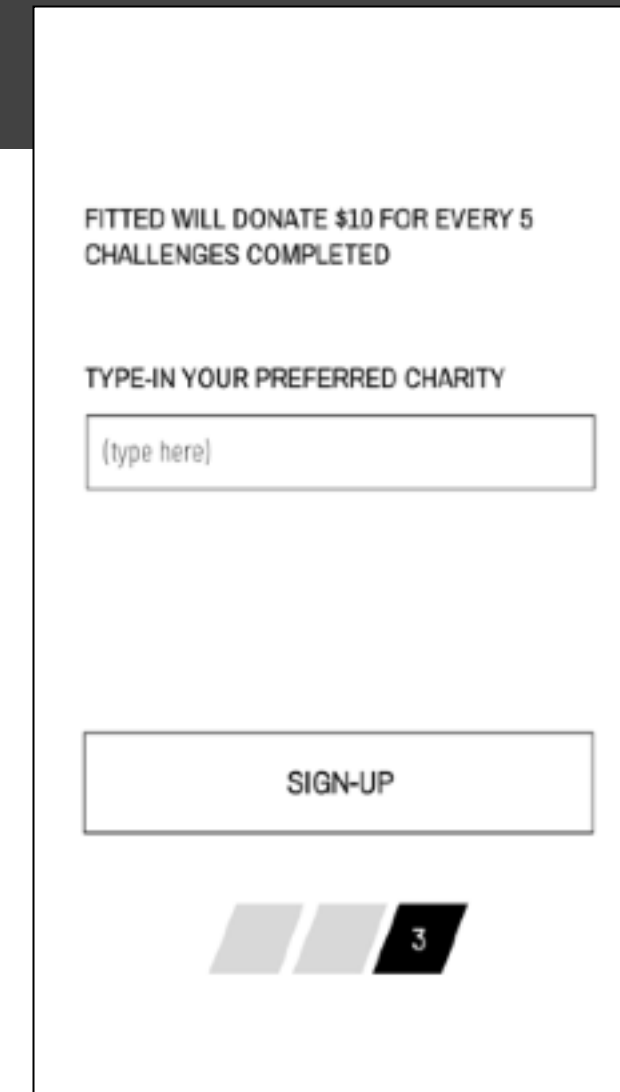 FITTED WILL DONATE $10 FOR EVERY 5
CHALLENGES COMPLETED
TYPE-IN YOUR PREFERRED CHARITY
(type here)
SIGN-UP
3